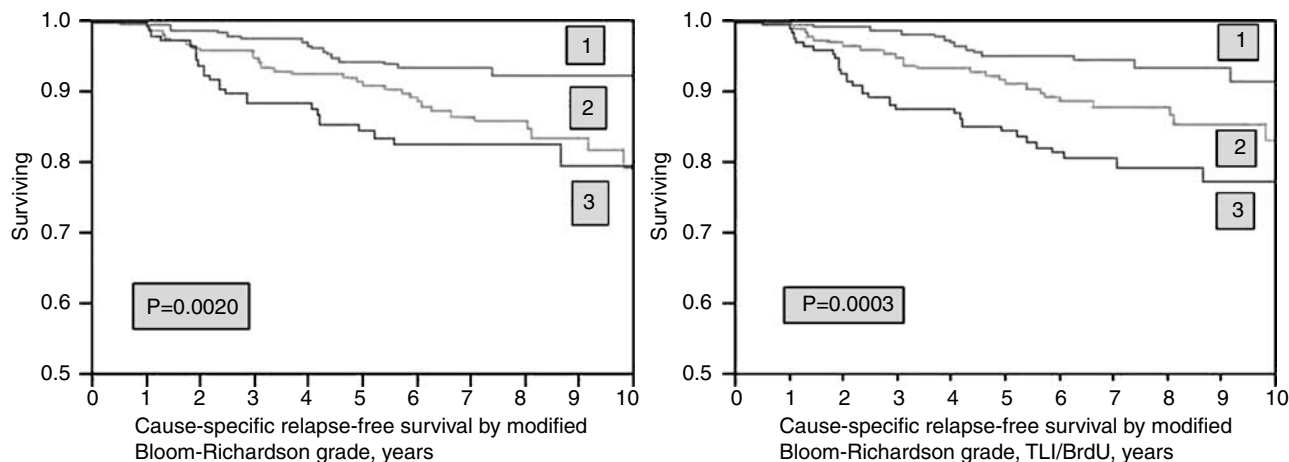 1.0
0.9
0.8
0.7
0.6
0.5
Surviving
1
2
3
P=0.0020
0 1 2 3 4 5 6 7 8 9 10
Cause-specific relapse-free survival by modified
Bloom-Richardson grade, years
1.0
0.9
0.8
0.7
0.6
0.5
Surviving
1
2
3
P=0.0003
0 1 2 3 4 5 6 7 8 9 10
Cause-specific relapse-free survival by modified
Bloom-Richardson grade, TLI/BrdU, years